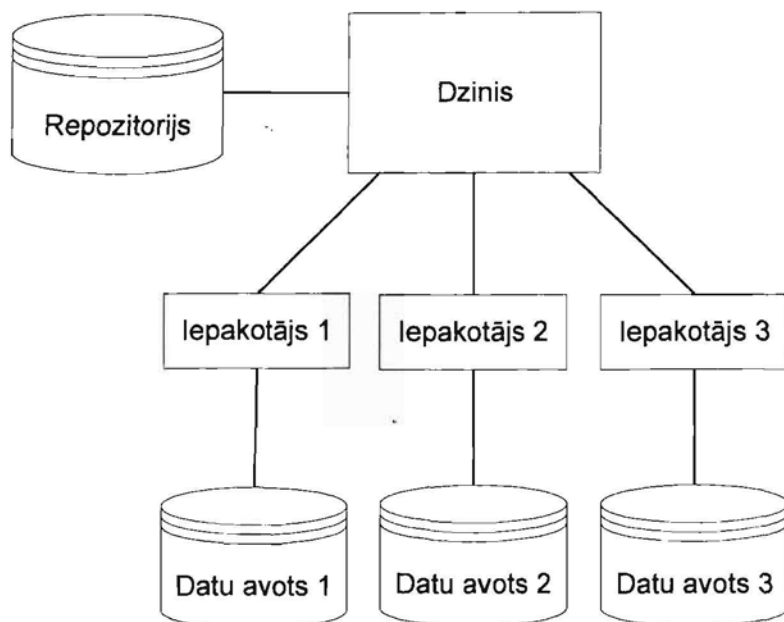 Repozitorijs
Dzinis
Iepakotājs 1
Iepakotājs 2
Iepakotājs 3
Datu avots 1
Datu avots 2
Datu avots 3